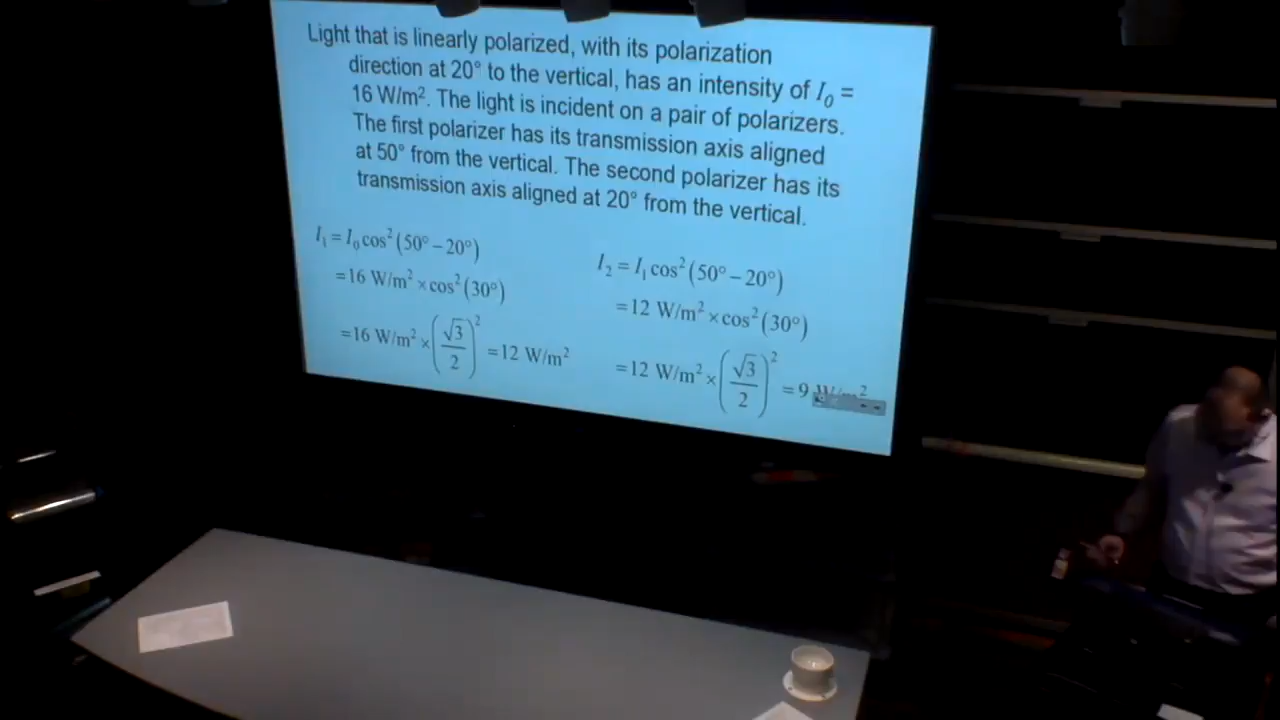 Light that is linearly polarized, with its polarization
direction at 20° to the vertical, has an intensity of I₀ =
16 W/m². The light is incident on a pair of polarizers.
The first polarizer has its transmission axis aligned
at 50° from the vertical. The second polarizer has its
transmission axis aligned at 20° from the vertical.
I₁ = I₀ cos² (50° – 20°)
= 16 W/m² × cos² (30°)
= 16 W/m² × (√3/2)² = 12 W/m²
I₂ = I₁ cos² (50° – 20°)
= 12 W/m² × cos² (30°)
= 12 W/m² × (√3/2)² = 9 W/m²